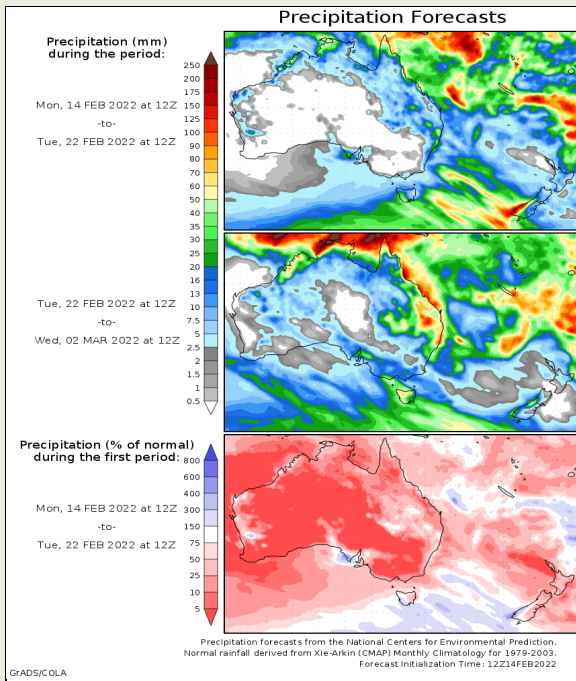 Precipitation Forecasts
Precipitation (mm)
during the period:
Mon, 14 FEB 2022 at 12Z
-to-
Tue, 22 FEB 2022 at 12Z
250
200
175
150
125
100
90
80
70
60
50
40
35
30
25
20
16
13
10
7.5
5
2.5
2
1.5
1
0.5
Tue, 22 FEB 2022 at 12Z
-to-
Wed, 02 MAR 2022 at 12Z
Precipitation (% of normal)
during the first period:
Mon, 14 FEB 2022 at 12Z
-to-
Tue, 22 FEB 2022 at 12Z
800
600
400
300
150
75
50
25
10
5
Precipitation forecasts from the National Centers for Environmental Prediction.
Normal rainfall derived from Xie-Arkin (CMAP) Monthly Climatology for 1979-2003.
Forecast Initialization Time: 12Z14FEB2022
GrADS/COLA